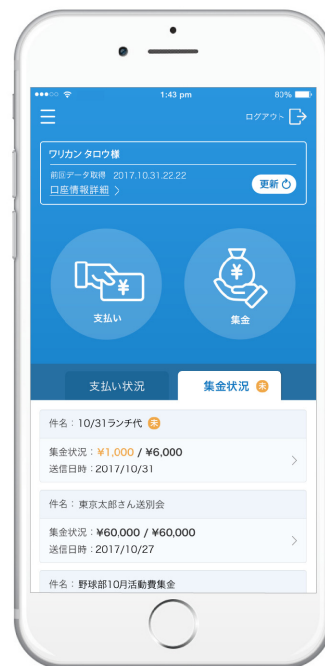 1:43 pm 80%
ログアウト
ワリカン タロウ様
前回データ取得 2017.10.31.22.22
更新
口座情報詳細 >
¥ ¥
支払い 集金
支払い状況 集金状況 未
件名：10/31ランチ代 未
集金状況：¥1,000 / ¥6,000
送信日時：2017/10/31
件名：東京太郎さん送別会
集金状況：¥60,000 / ¥60,000
送信日時：2017/10/27
件名：野球部10月活動費集金